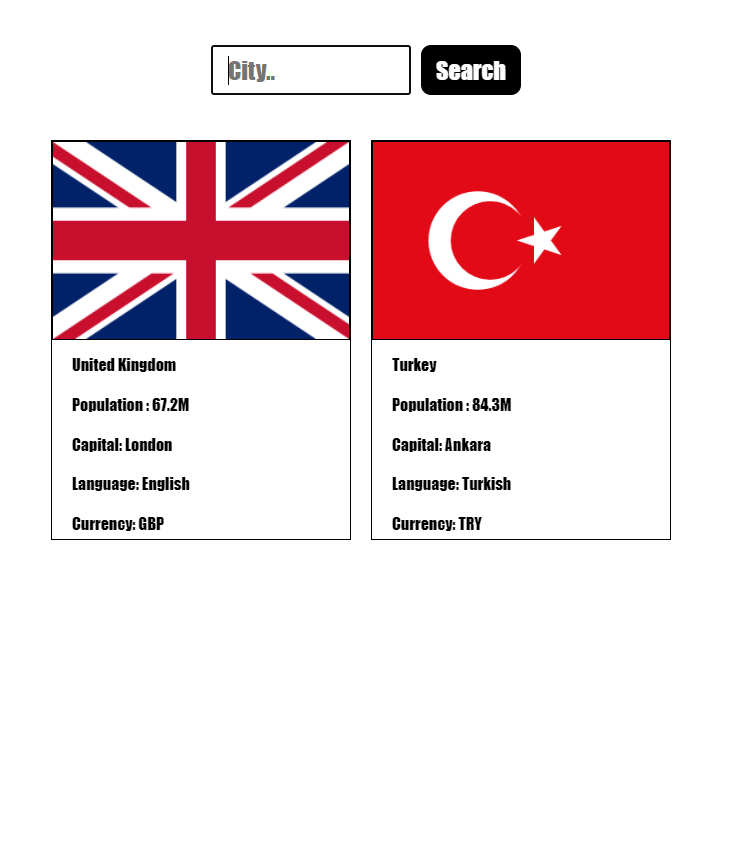 City..
Search
United Kingdom
Population : 67.2M
Capital: London
Language: English
Currency: GBP
Turkey
Population : 84.3M
Capital: Ankara
Language: Turkish
Currency: TRY